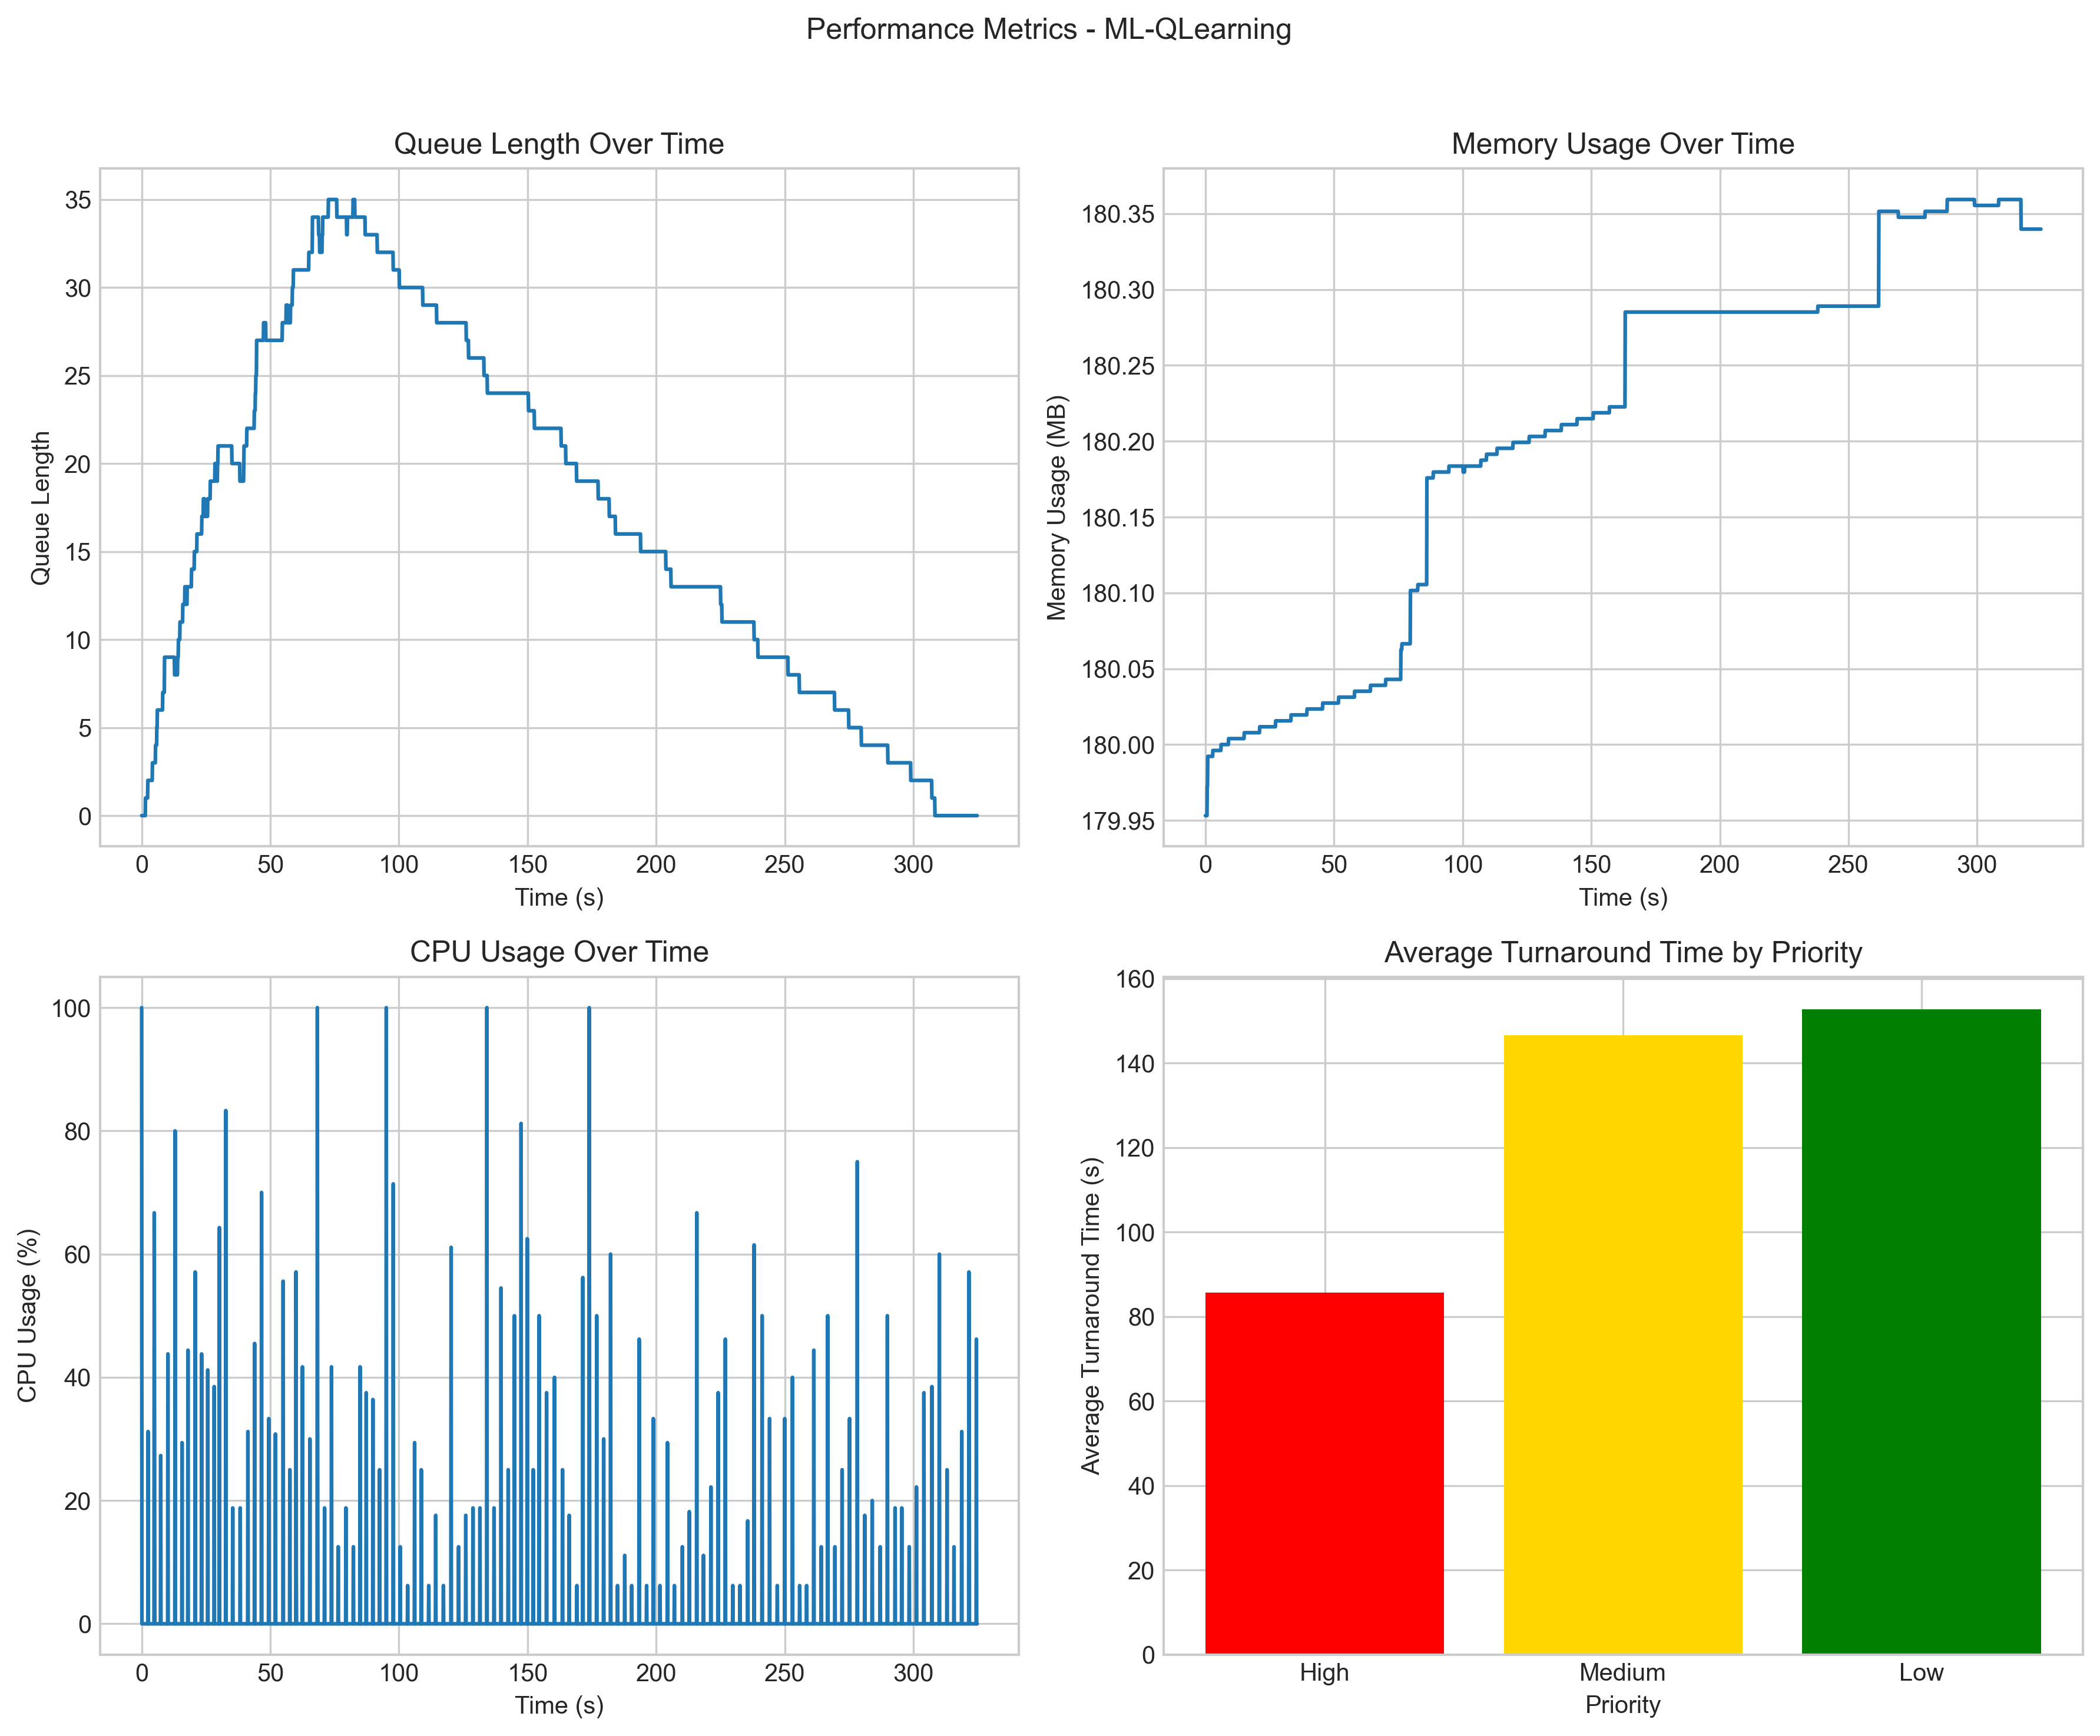 Performance Metrics - ML-QLearning
Queue Length Over Time
Queue Length
35
30
25
20
15
10
5
0
0 50 100 150 200 250 300
Time (s)
Memory Usage Over Time
Memory Usage (MB)
180.35
180.30
180.25
180.20
180.15
180.10
180.05
180.00
179.95
0 50 100 150 200 250 300
Time (s)
CPU Usage Over Time
CPU Usage (%)
100
80
60
40
20
0
0 50 100 150 200 250 300
Time (s)
Average Turnaround Time by Priority
Average Turnaround Time (s)
160
140
120
100
80
60
40
20
0
High Medium Low
Priority